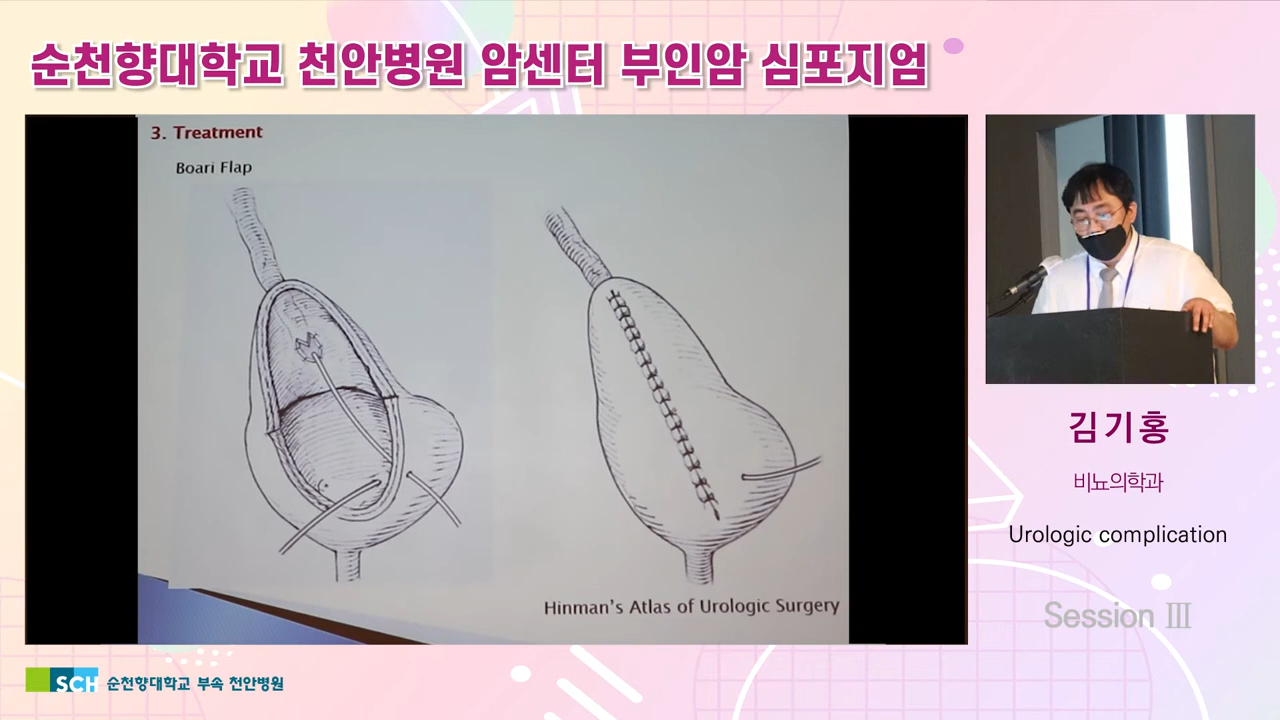 순천향대학교 천안병원 암센터 부인암 심포지엄
3. Treatment
Boari Flap
Hinman's Atlas of Urologic Surgery
김기홍
비뇨의학과
Urologic complication
Session Ⅲ
SCH 순천향대학교 부속 천안병원